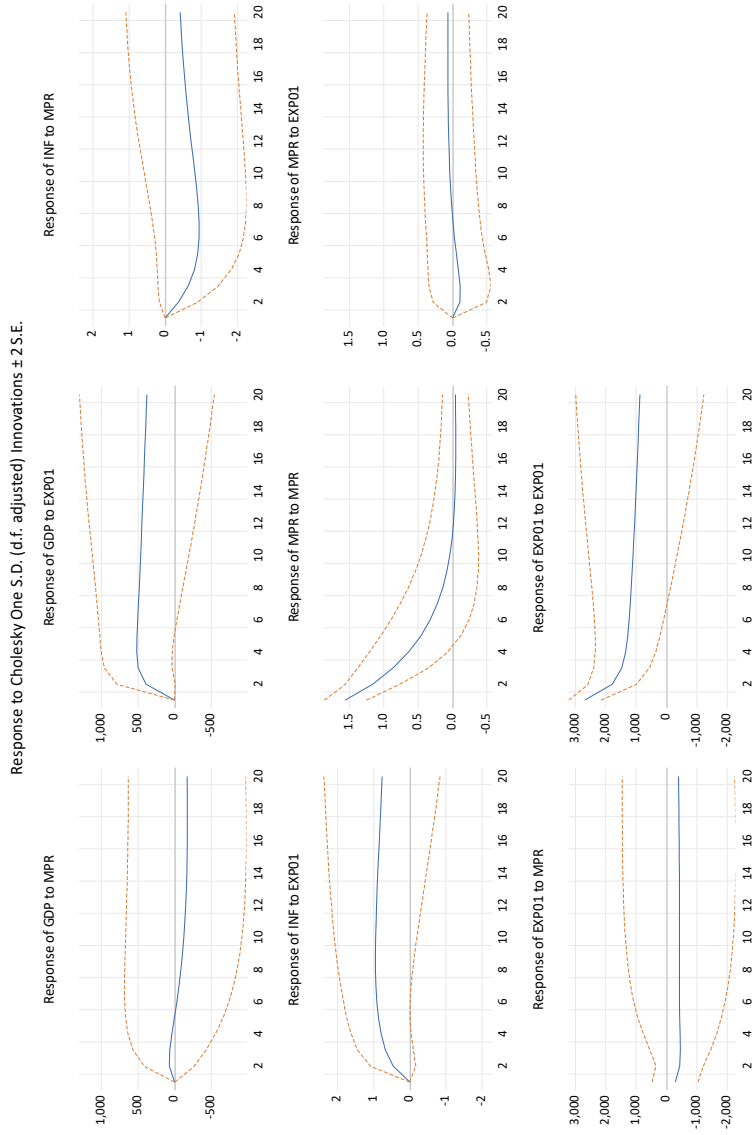 Response to Cholesky One S.D. (d.f. adjusted) Innovations ± 2 S.E.
Response of GDP to MPR
1,000
500
0
-500
2 4 6 8 10 12 14 16 18 20
Response of GDP to EXP01
1,000
500
0
-500
2 4 6 8 10 12 14 16 18 20
Response of INF to MPR
2
1
0
-1
-2
2 4 6 8 10 12 14 16 18 20
Response of INF to EXP01
2
1
0
-1
-2
2 4 6 8 10 12 14 16 18 20
Response of MPR to MPR
1.5
1.0
0.5
0.0
-0.5
2 4 6 8 10 12 14 16 18 20
Response of MPR to EXP01
1.5
1.0
0.5
0.0
-0.5
2 4 6 8 10 12 14 16 18 20
Response of EXP01 to MPR
3,000
2,000
1,000
0
-1,000
-2,000
2 4 6 8 10 12 14 16 18 20
Response of EXP01 to EXP01
3,000
2,000
1,000
0
-1,000
-2,000
2 4 6 8 10 12 14 16 18 20